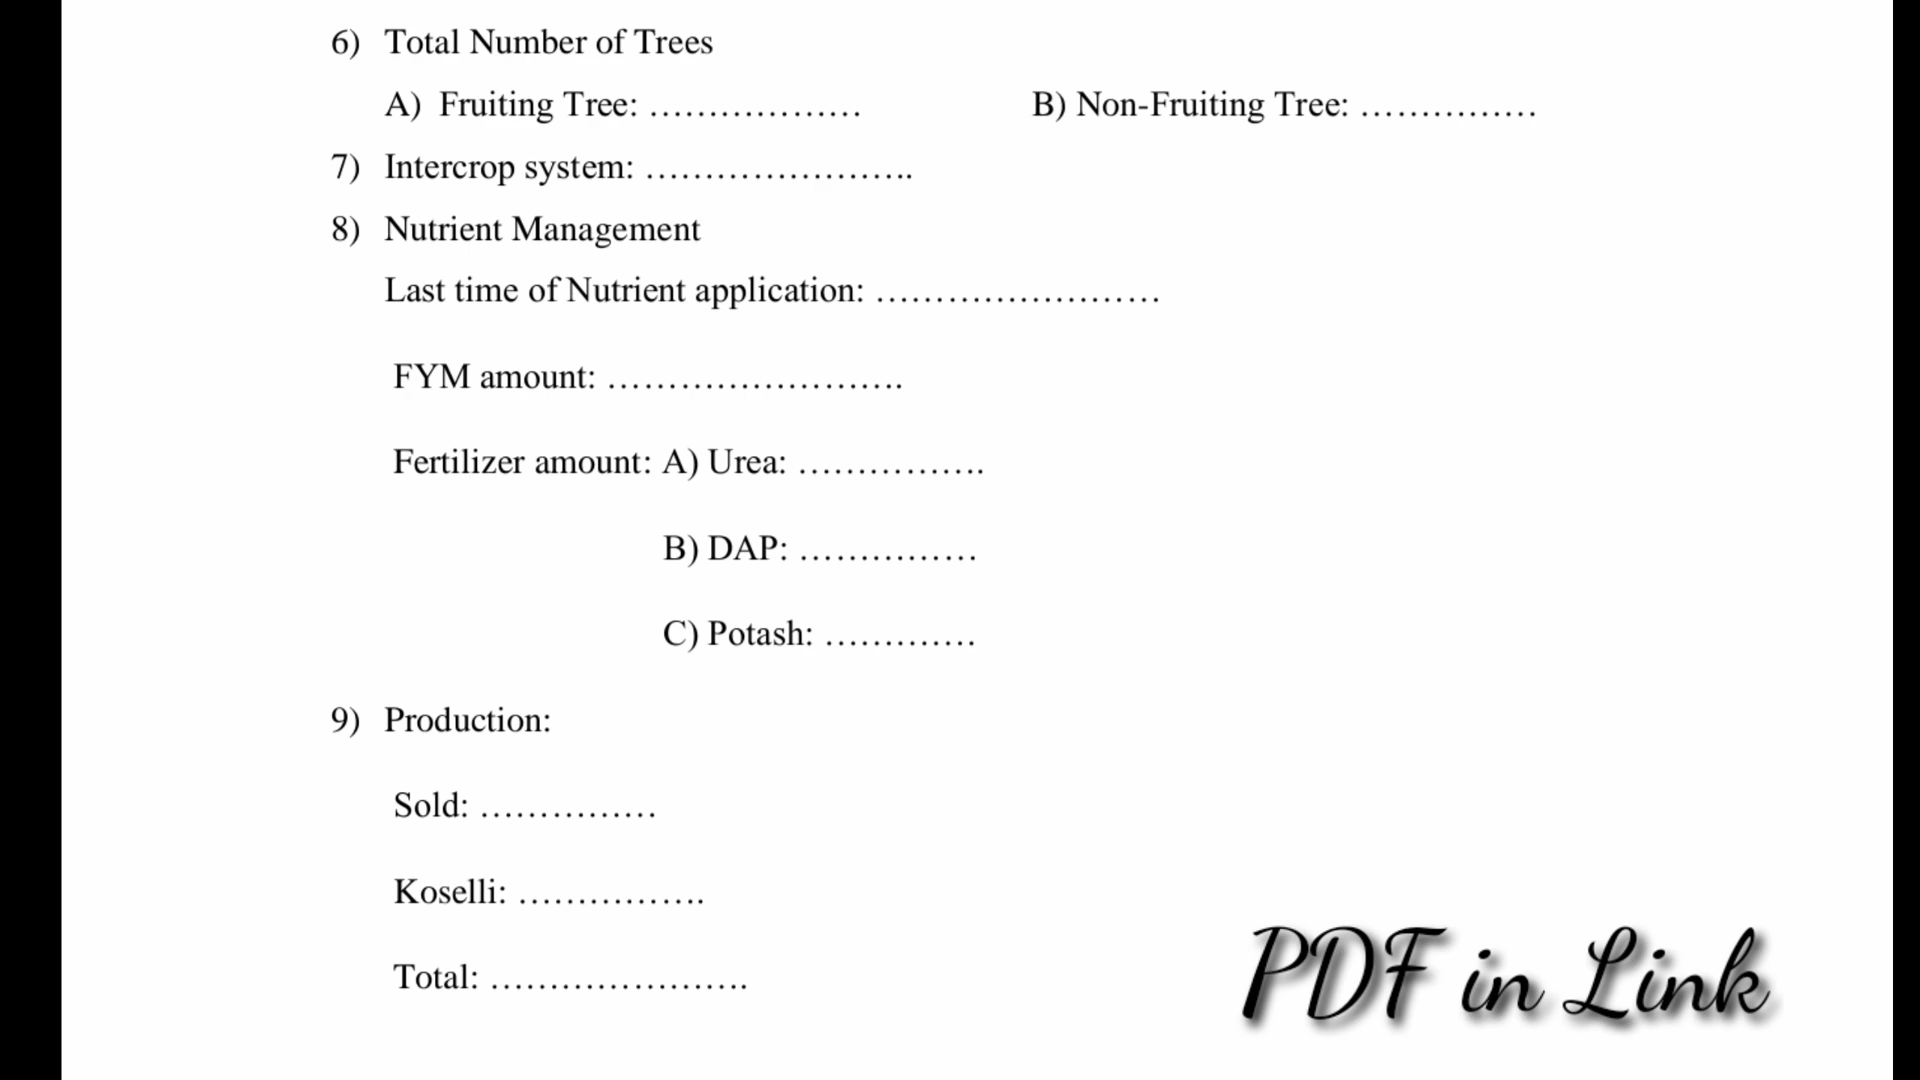 6) Total Number of Trees
A) Fruiting Tree: ……………… B) Non-Fruiting Tree: ……………
7) Intercrop system: …………………..
8) Nutrient Management
Last time of Nutrient application: ……………………
FYM amount: …………………….
Fertilizer amount: A) Urea: …………….
B) DAP: ……………
C) Potash: ………….
9) Production:
Sold: ……………
Koselli: …………….
Total: ………………….
PDF in Link